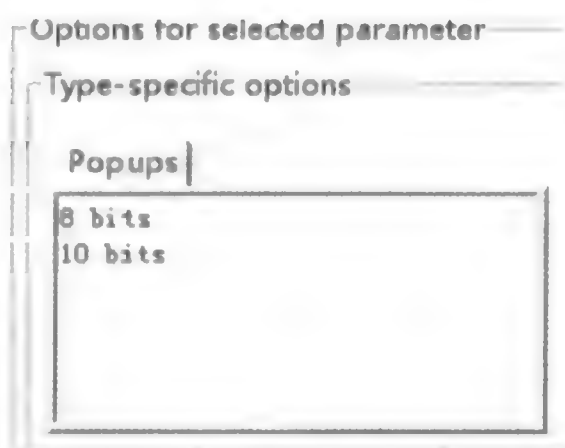 Options for selected parameter
Type-specific options
Popups
8 bits
10 bits